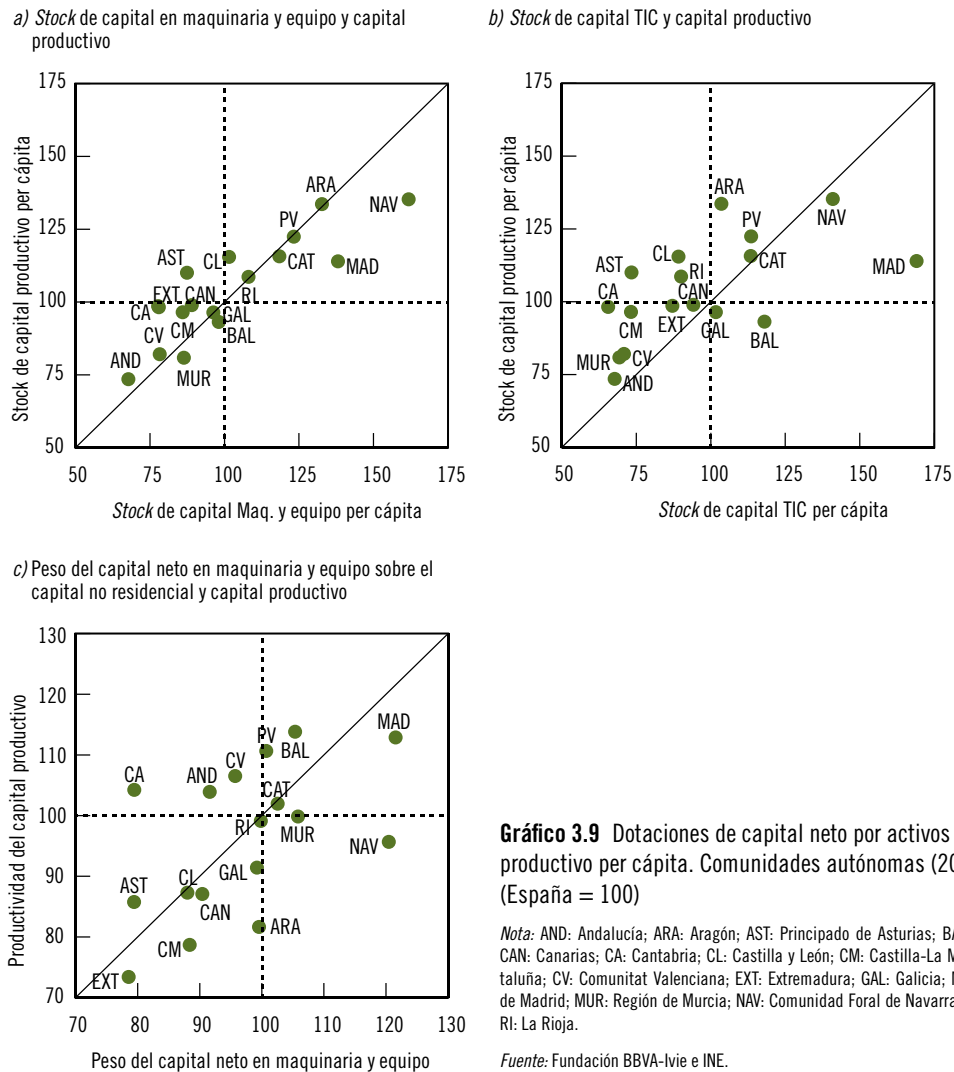 a) Stock de capital en maquinaria y equipo y capital
productivo
175
150
125
100
75
50
Stock de capital productivo per cápita
ARA
NAV
PV
AST
CL
CAT
MAD
EXT
CAN
RI
CA
GAL
CV
CM
BAL
AND
MUR
50
75
100
125
150
175
Stock de capital Maq. y equipo per cápita
b) Stock de capital TIC y capital productivo
175
150
125
100
75
50
Stock de capital productivo per cápita
ARA
PV
NAV
CL
AST
RI
CAT
MAD
CA
CAN
CM
EXT
GAL
BAL
MUR
CV
AND
50
75
100
125
150
175
Stock de capital TIC per cápita
c) Peso del capital neto en maquinaria y equipo sobre el
capital no residencial y capital productivo
130
120
110
100
90
80
70
Productividad del capital productivo
MAD
PV
BAL
CV
CA
AND
CAT
RI
MUR
NAV
GAL
AST
CL
CAN
ARA
CM
EXT
70
80
90
100
110
120
130
Peso del capital neto en maquinaria y equipo
Gráfico 3.9 Dotaciones de capital neto por activos
productivo per cápita. Comunidades autónomas (20
(España = 100)
Nota: AND: Andalucía; ARA: Aragón; AST: Principado de Asturias; BA
CAN: Canarias; CA: Cantabria; CL: Castilla y León; CM: Castilla-La M
taluña; CV: Comunitat Valenciana; EXT: Extremadura; GAL: Galicia;
de Madrid; MUR: Región de Murcia; NAV: Comunidad Foral de Navarra
RI: La Rioja.
Fuente: Fundación BBVA-Ivie e INE.